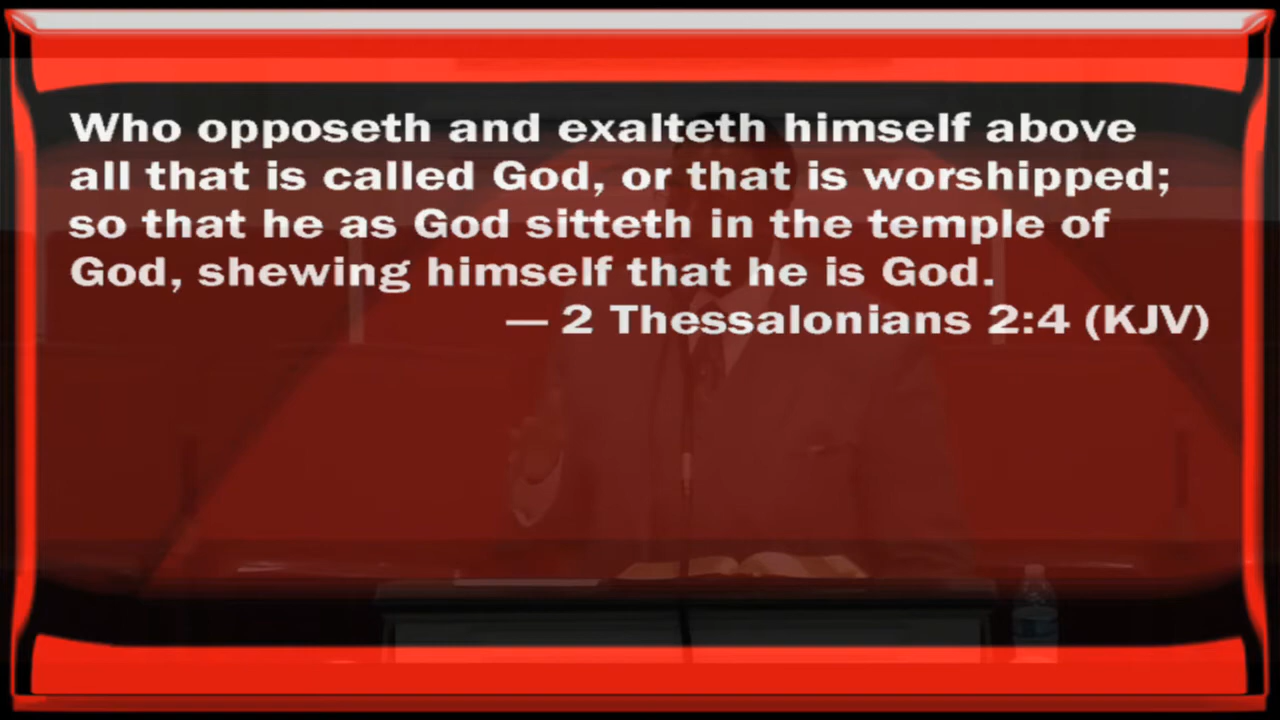 Who opposeth and exalteth himself above
all that is called God, or that is worshipped;
so that he as God sitteth in the temple of
God, shewing himself that he is God.
— 2 Thessalonians 2:4 (KJV)